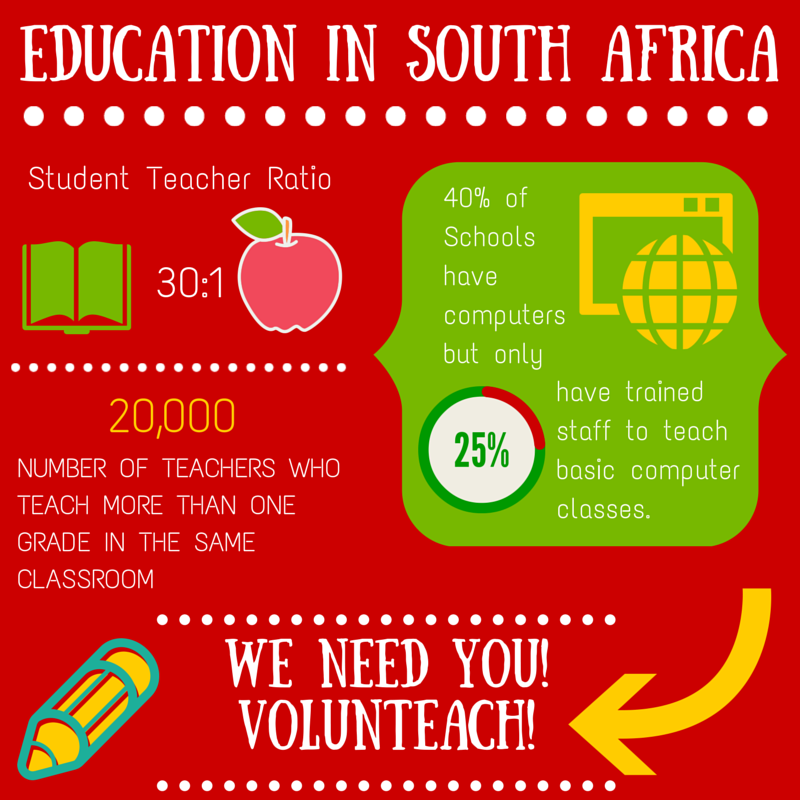 EDUCATION IN SOUTH AFRICA
Student Teacher Ratio
30:1
20,000
NUMBER OF TEACHERS WHO
TEACH MORE THAN ONE
GRADE IN THE SAME
CLASSROOM
40% of
Schools
have
computers
but only
25%
have trained
staff to teach
basic computer
classes.
WE NEED YOU!
VOLUNTEACH!